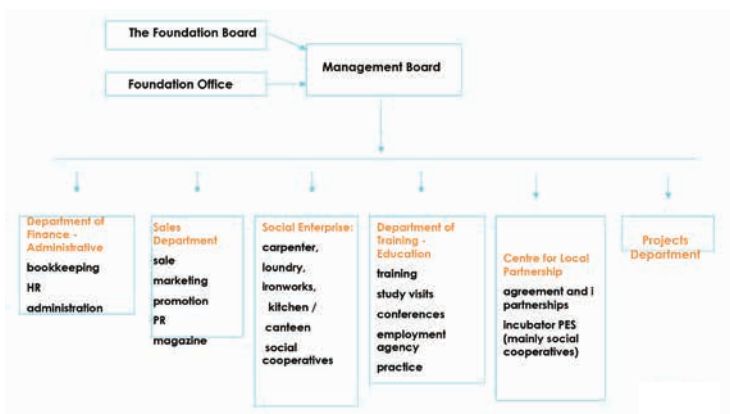 The Foundation Board
Management Board
Foundation Office
Department of
Finance -
Administrative
bookkeeping
HR
administration
Sales
Department
sale
marketing
promotion
PR
magazine
Social Enterprise:
carpenter,
loundry,
ironworks,
kitchen /
canteen
social
cooperatives
Department of
Training -
Education
training
study visits
conferences
employment
agency
practice
Centre for Local
Partnership
agreement and i
partnerships
incubator PES
(mainly social
cooperatives)
Projects
Department